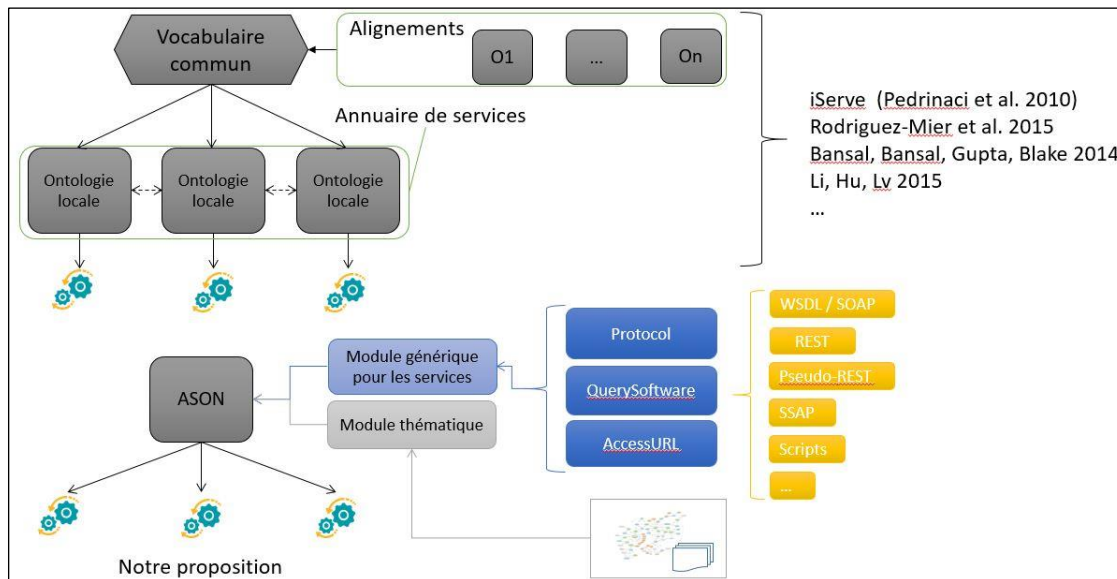 Vocabulaire
commun
Alignements
O1
...
On
Annuaire de services
Ontologie
locale
Ontologie
locale
Ontologie
locale
iServe (Pedrinaci et al. 2010)
Rodriguez-Mier et al. 2015
Bansal, Bansal, Gupta, Blake 2014
Li, Hu, Lv 2015
...
ASON
Module générique
pour les services
Module thématique
Protocol
QuerySoftware
AccessURL
WSDL / SOAP
REST
Pseudo-REST
SSAP
Scripts
...
Notre proposition